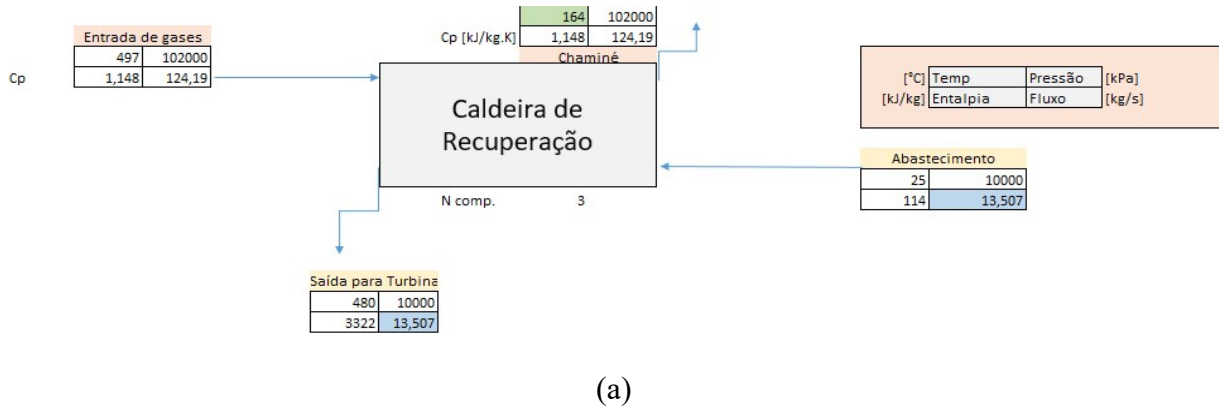 164 102000
Cp [kJ/kg.K] 1,148 124,19
Chaminé
Entrada de gases
497 102000
Cp 1,148 124,19
Caldeira de
Recuperação
N comp. 3
[°C] Temp Pressão [kPa]
[kJ/kg] Entalpia Fluxo [kg/s]
Abastecimento
25 10000
114 13,507
Saída para Turbina
480 10000
3322 13,507
(a)